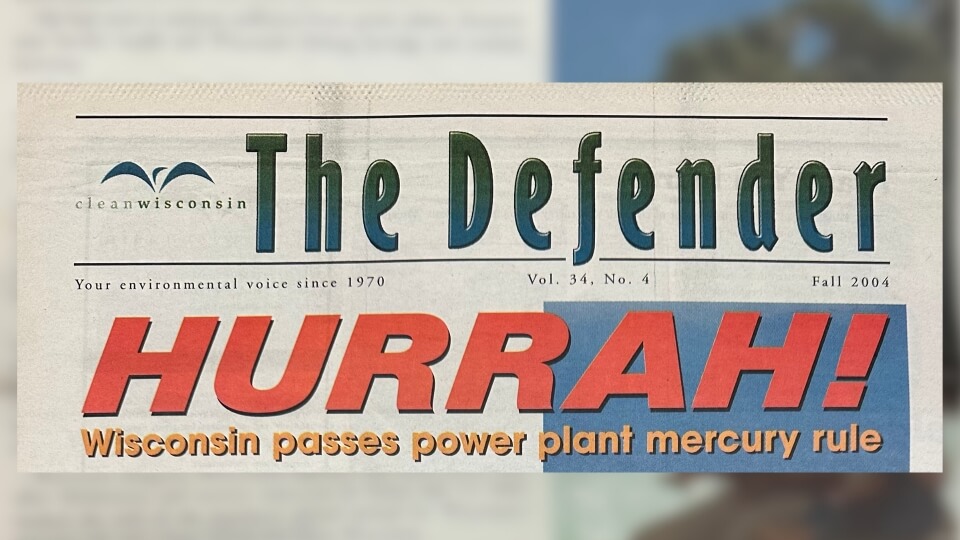 The Defender
cleanwisconsin
Your environmental voice since 1970 Vol. 34, No. 4 Fall 2004
HURRAH!
Wisconsin passes power plant mercury rule